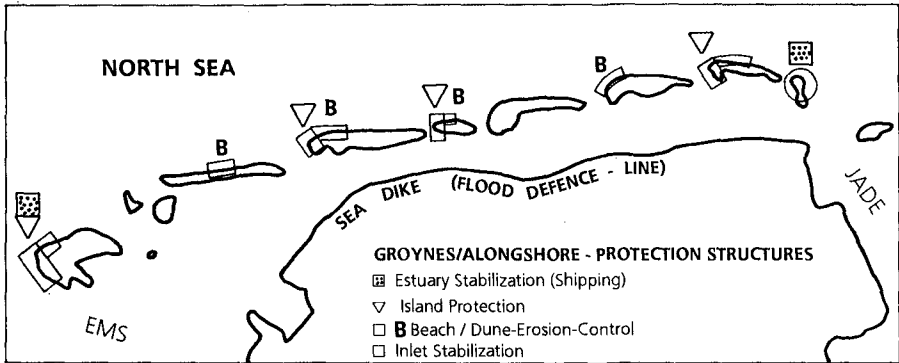 NORTH SEA
B
B
B
B
SEA DIKE (FLOOD DEFENCE - LINE)
JADE
EMS
GROYNES/ALONGSHORE - PROTECTION STRUCTURES
Estuary Stabilization (Shipping)
Island Protection
B Beach / Dune-Erosion-Control
Inlet Stabilization